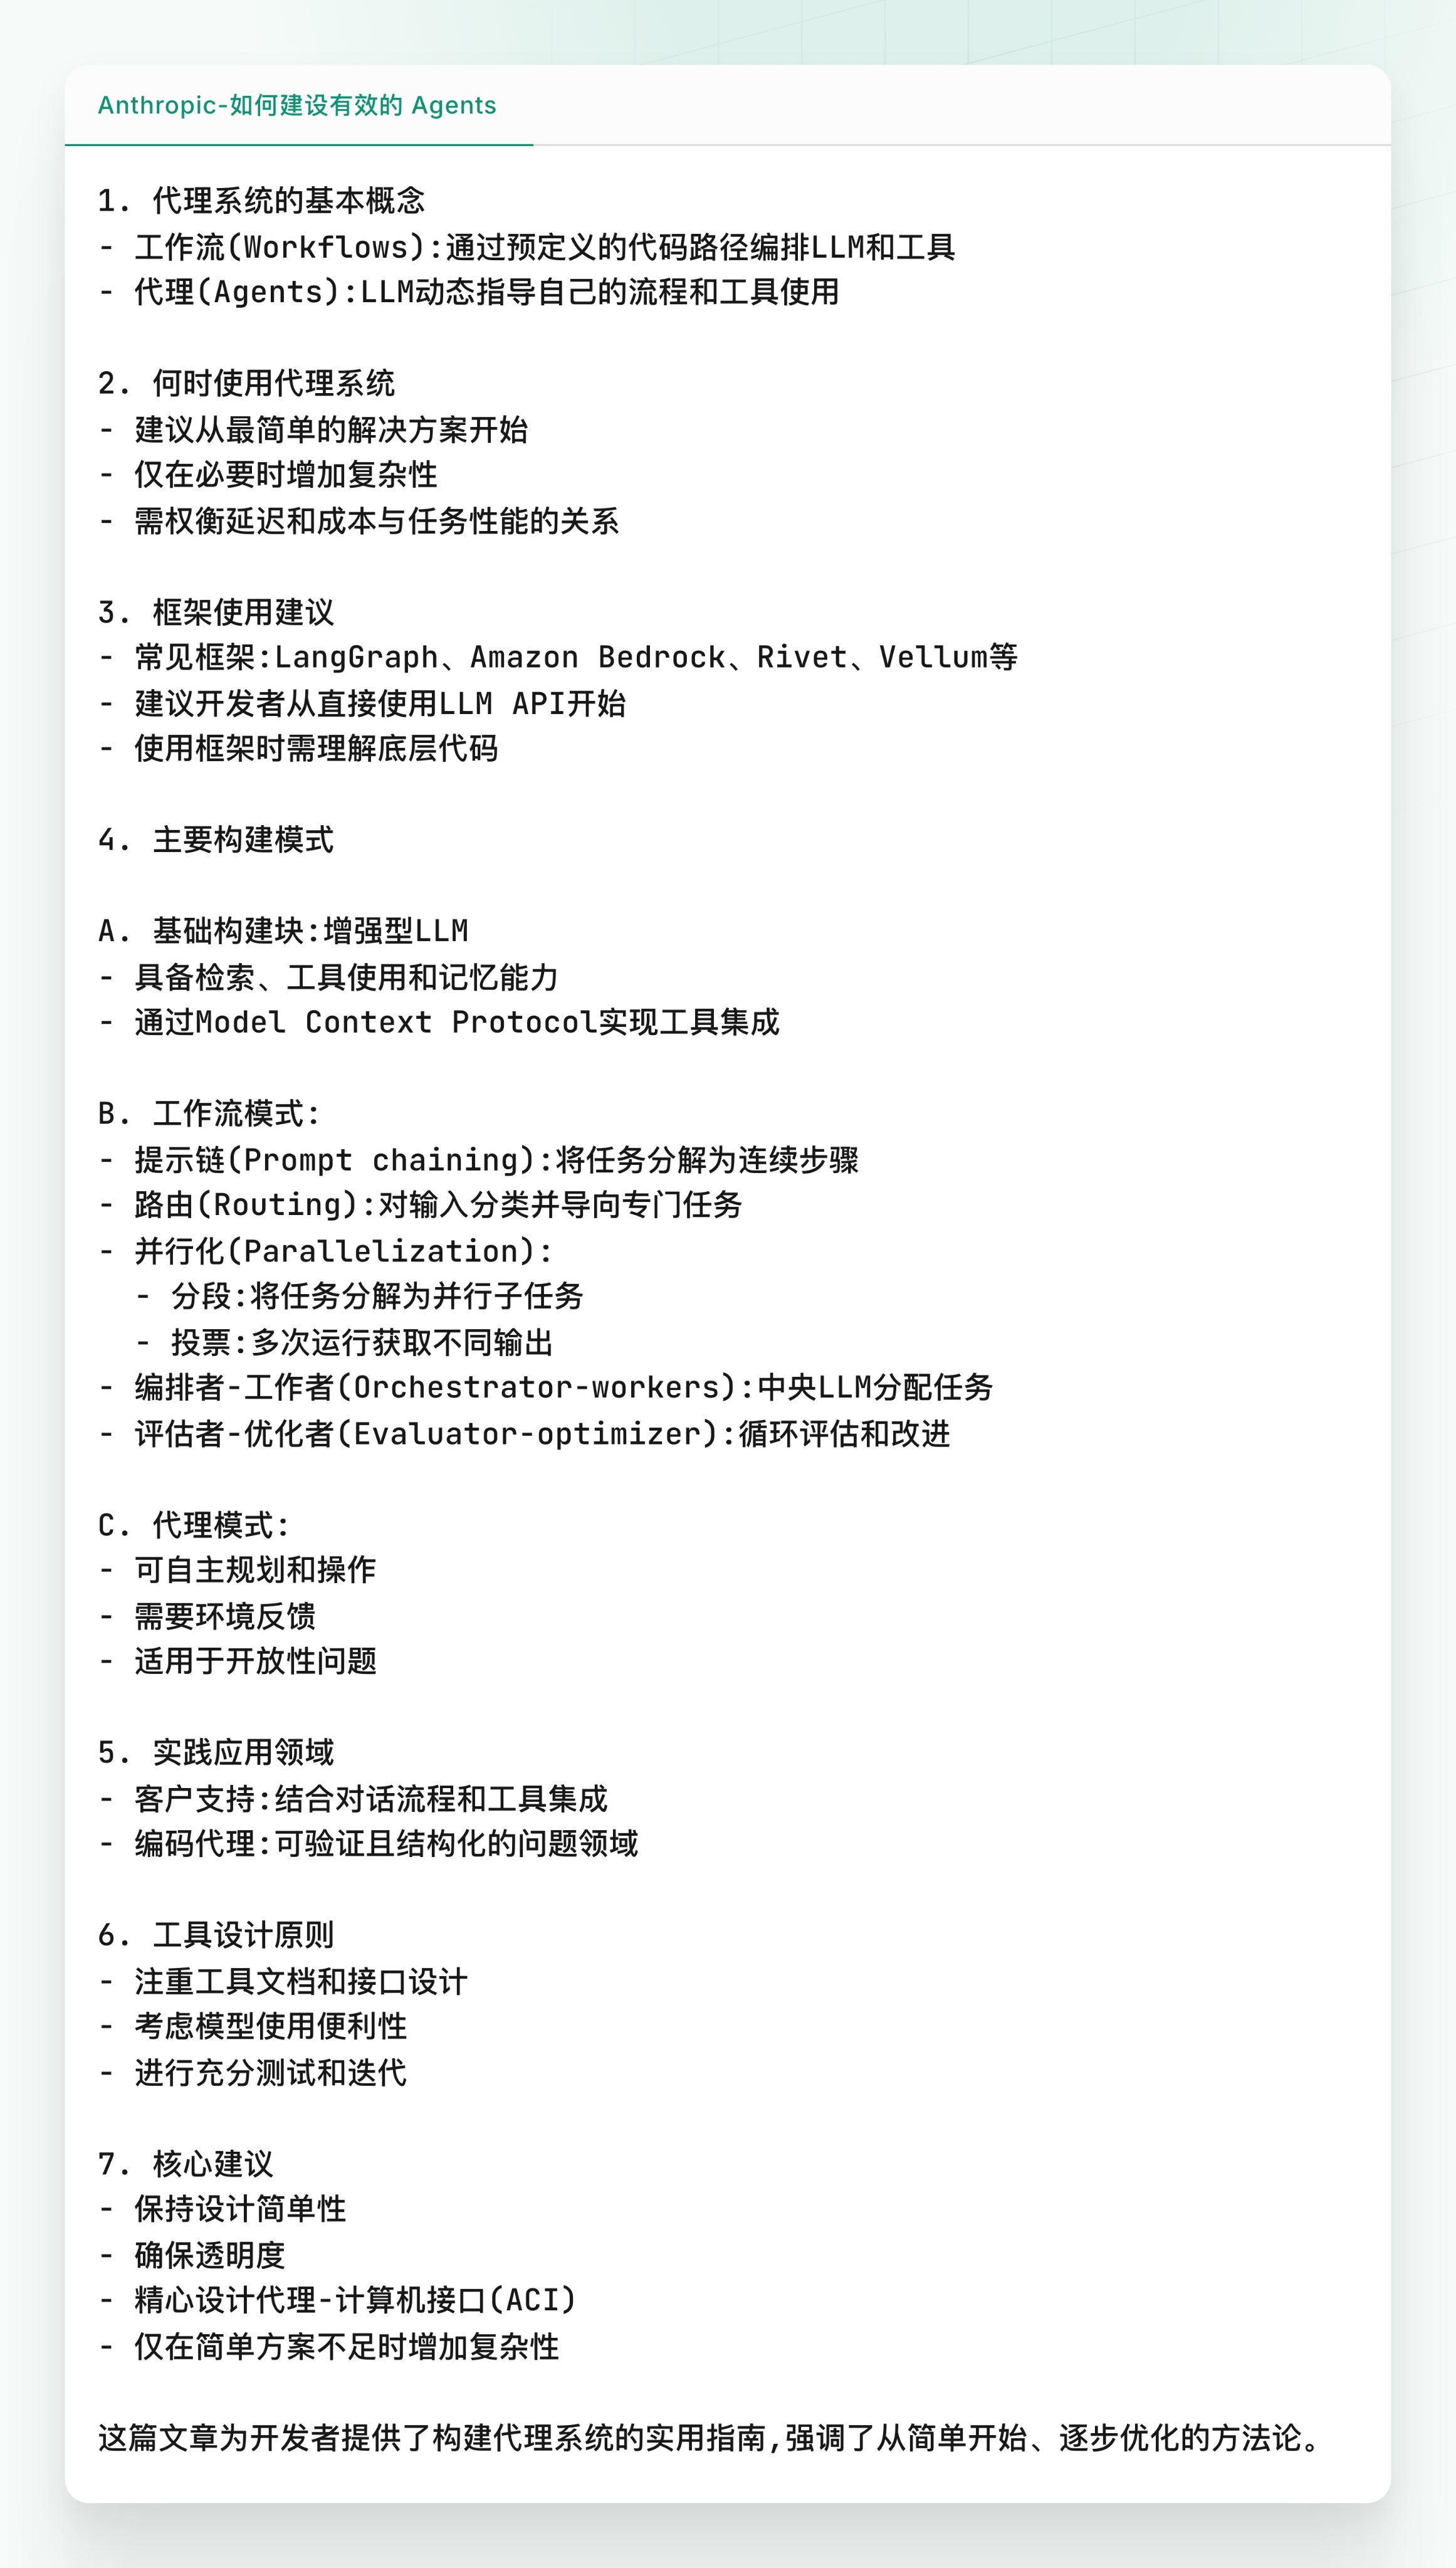 Anthropic-如何建设有效的 Agents
1. 代理系统的基本概念
- 工作流(Workflows):通过预定义的代码路径编排LLM和工具
- 代理(Agents):LLM动态指导自己的流程和工具使用
2. 何时使用代理系统
- 建议从最简单的解决方案开始
- 仅在必要时增加复杂性
- 需权衡延迟和成本与任务性能的关系
3. 框架使用建议
- 常见框架:LangGraph、Amazon Bedrock、Rivet、Vellum等
- 建议开发者从直接使用LLM API开始
- 使用框架时需理解底层代码
4. 主要构建模式
A. 基础构建块:增强型LLM
- 具备检索、工具使用和记忆能力
- 通过Model Context Protocol实现工具集成
B. 工作流模式:
- 提示链(Prompt chaining):将任务分解为连续步骤
- 路由(Routing):对输入分类并导向专门任务
- 并行化(Parallelization):
  - 分段:将任务分解为并行子任务
  - 投票:多次运行获取不同输出
- 编排者-工作者(Orchestrator-workers):中央LLM分配任务
- 评估者-优化者(Evaluator-optimizer):循环评估和改进
C. 代理模式:
- 可自主规划和操作
- 需要环境反馈
- 适用于开放性问题
5. 实践应用领域
- 客户支持:结合对话流程和工具集成
- 编码代理:可验证且结构化的问题领域
6. 工具设计原则
- 注重工具文档和接口设计
- 考虑模型使用便利性
- 进行充分测试和迭代
7. 核心建议
- 保持设计简单性
- 确保透明度
- 精心设计代理-计算机接口(ACI)
- 仅在简单方案不足时增加复杂性
这篇文章为开发者提供了构建代理系统的实用指南,强调了从简单开始、逐步优化的方法论。